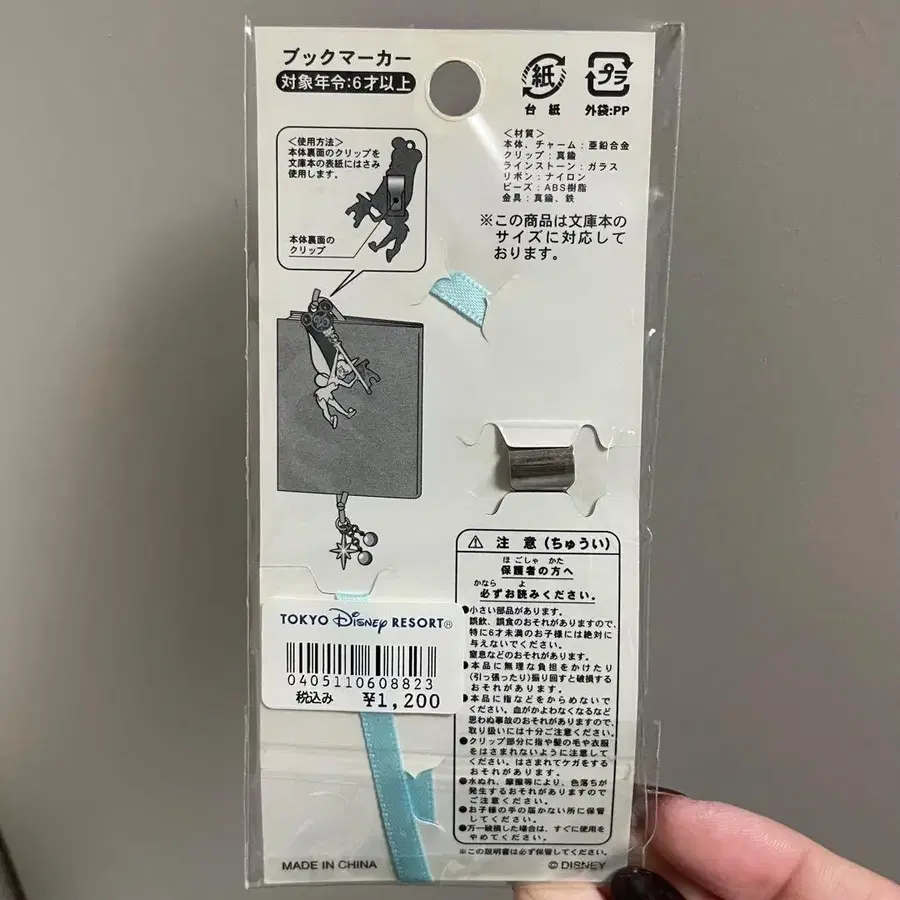 ブックマーカー
対象年令:6才以上
紙
台紙
プラ
外袋:PP
<使用方法>
本体裏面のクリップを
文庫本の表紙にはさみ
使用します。
本体裏面の
クリップ
<材質>
本体、チャーム:亜鉛合金
クリップ:真鍮
ラインストーン:ガラス
リボン:ナイロン
ビーズ:ABS樹脂
金具:真鍮、鉄
※この商品は文庫本の
サイズに対応して
おります。
⚠ 注意(ちゅうい)
ほごしゃ かた
保護者の方へ
かなら よ
必ずお読みください。
●小さい部品があります。
誤飲、誤食のおそれがありますので、
特に6才未満のお子様には絶対に
与えないでください。
窒息などのおそれがあります。
●本品に無理な負担をかけたり
(引っ張ったり)振り回すと破損する
おそれがあります。
●本品に指などをからめないで
ください。血がかよわなくなるなど
思わぬ事故のおそれがありますので、
取り扱いには十分ご注意ください。
●クリップ部分に指や髪の毛や衣服
をはさまれないように注意して
ください。はさまれてケガをする
おそれがあります。
●水ぬれ、摩擦等により、色落ちが
発生するおそれがありますので
ご注意ください。
●お子様の手の届かない所に保管
してください。
●万一破損した場合は、すぐに使用を
やめてください。
※この説明書は必ず保管してください。
TOKYO Disney RESORT®
0405110608823
税込み ¥1,200
MADE IN CHINA
© DISNEY